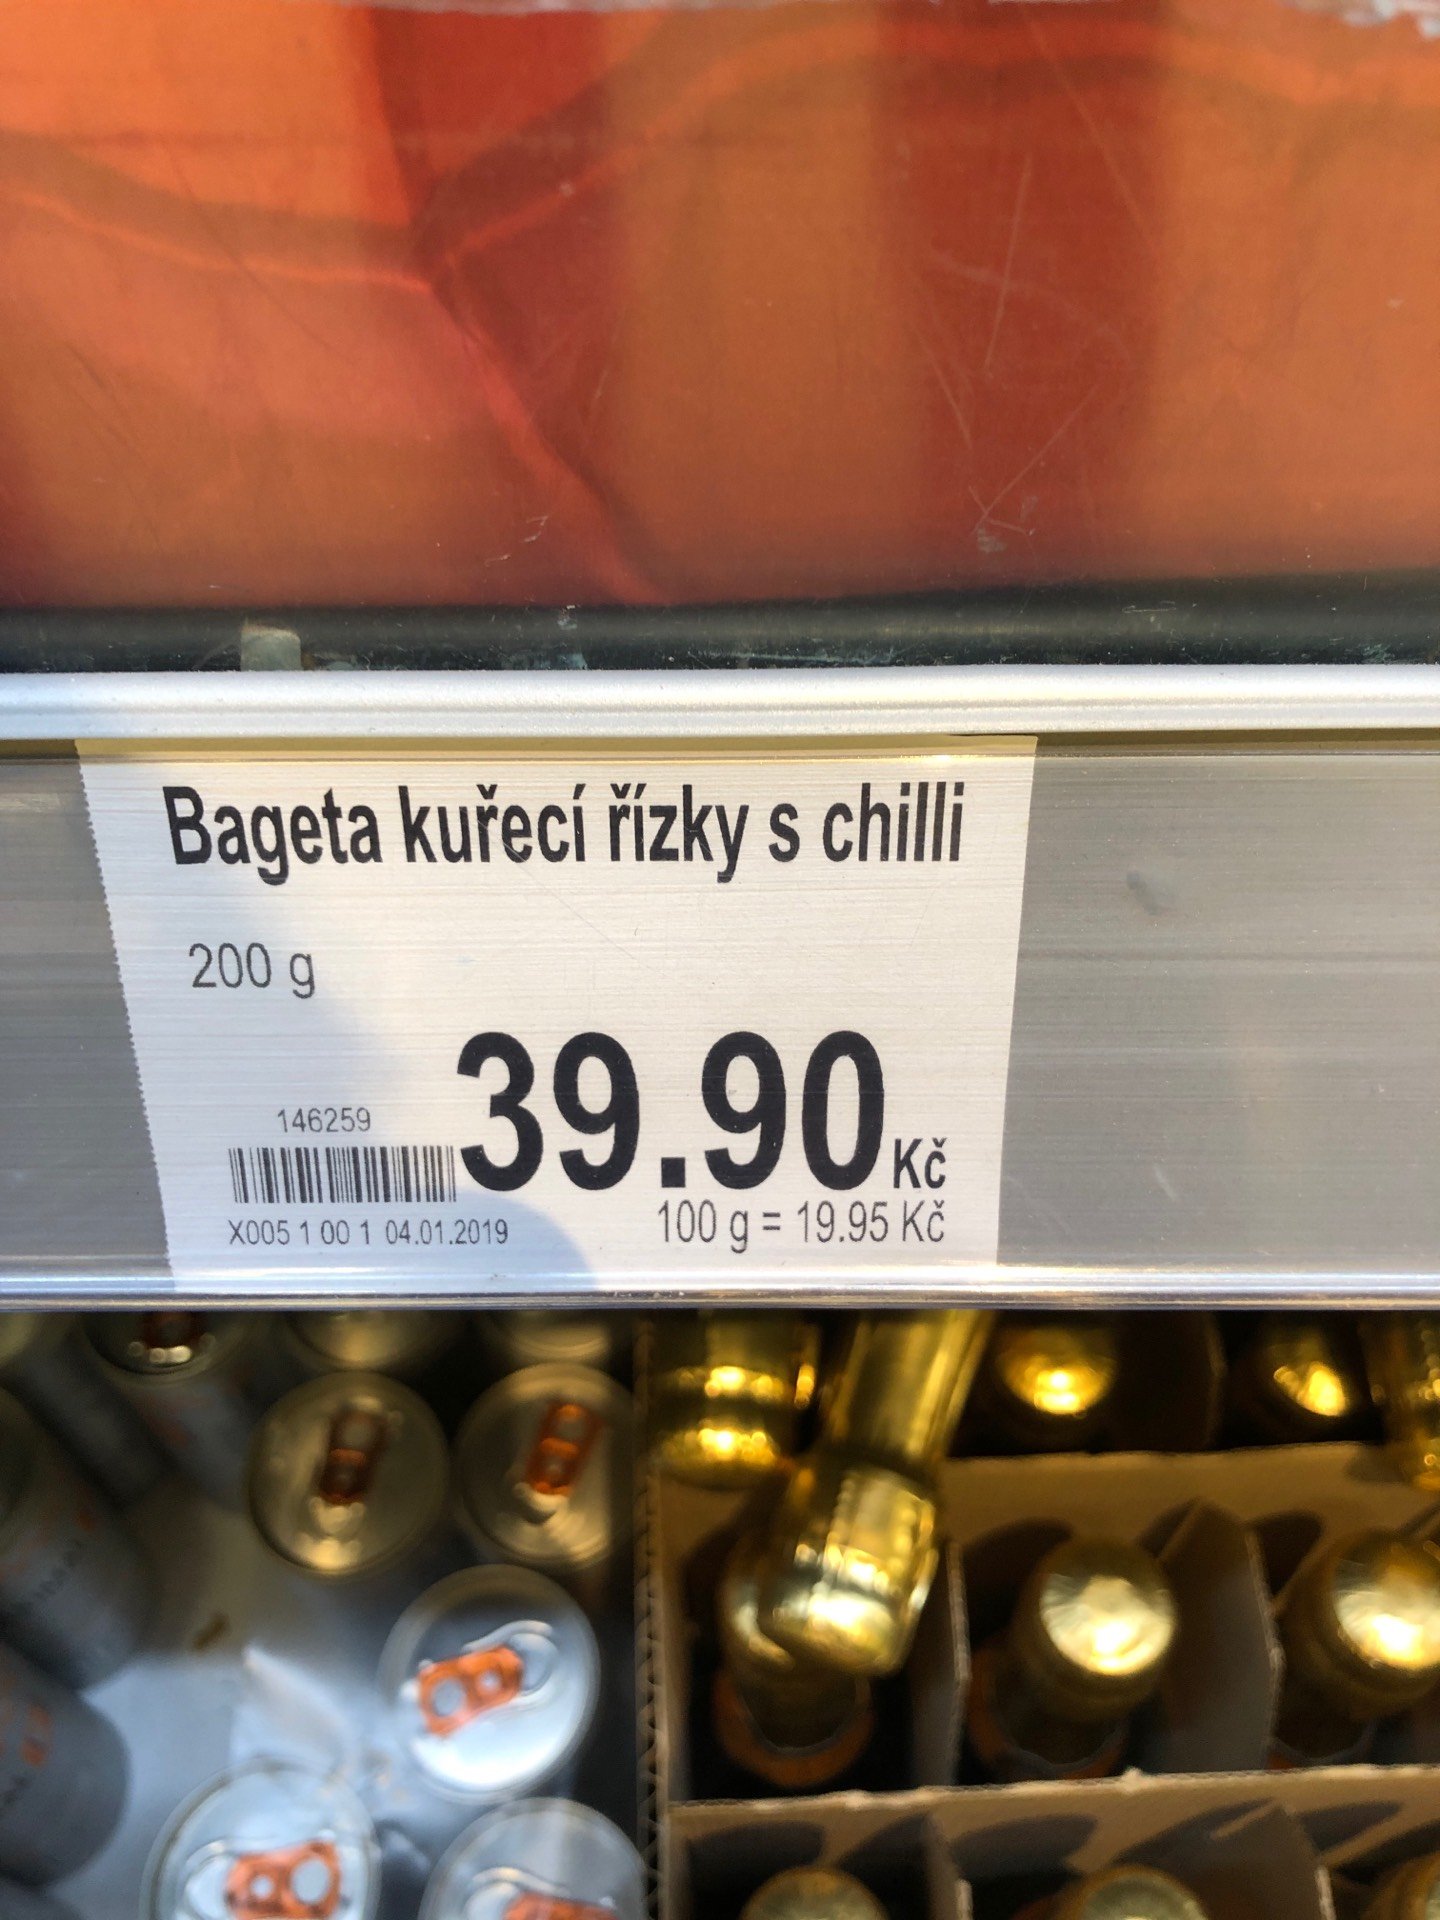 Bageta kuřecí řízky s chilli
200 g
146259
39.90 Kč
X005 1 00 1 04.01.2019
100 g = 19.95 Kč